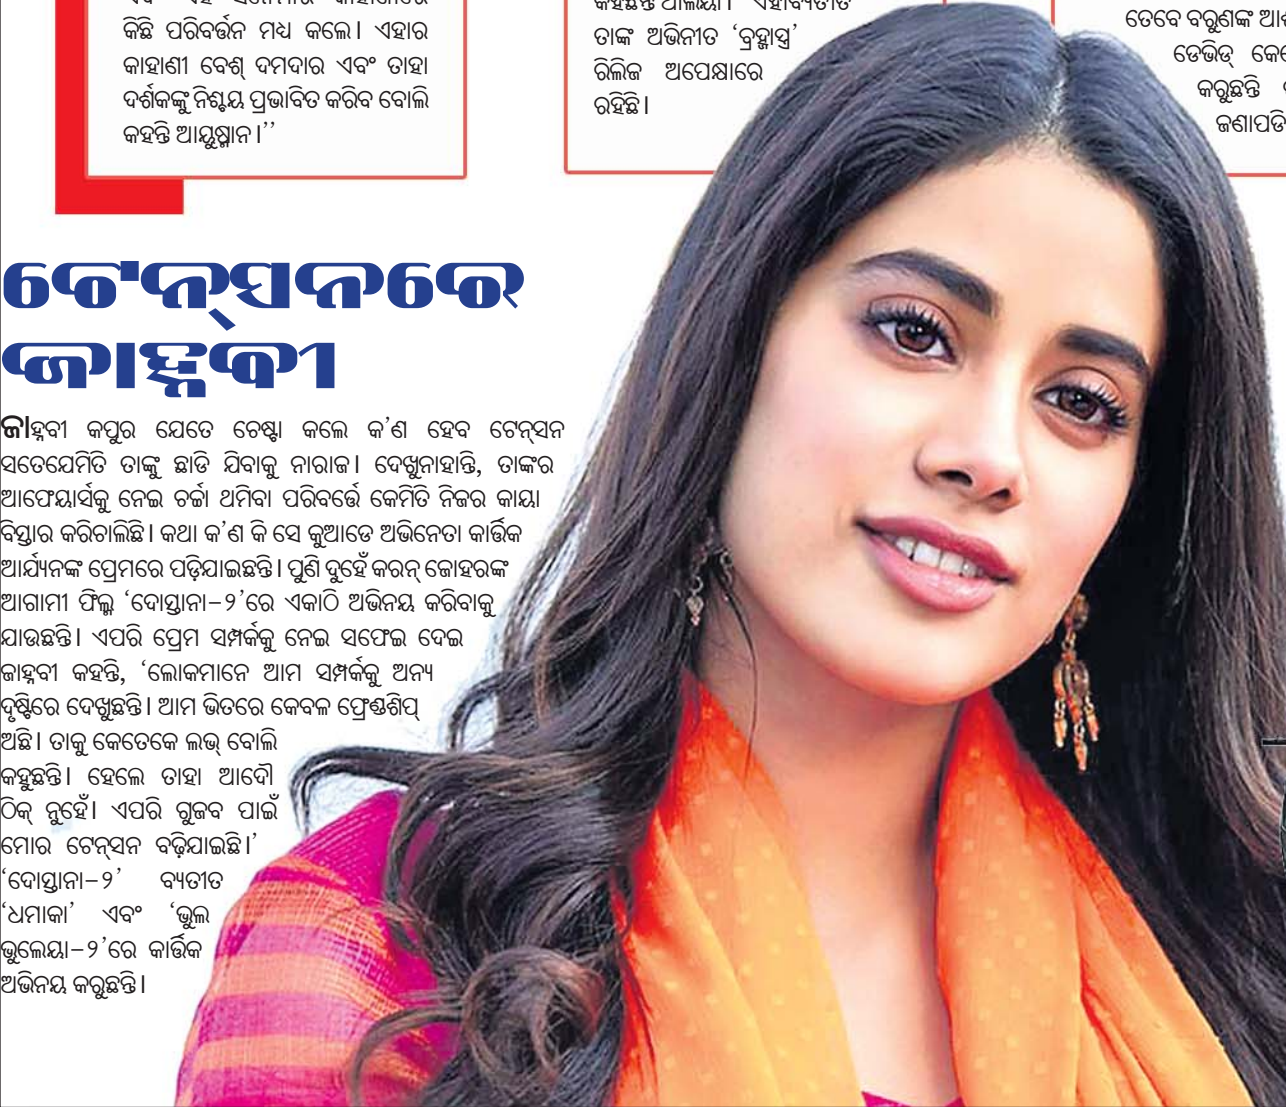 କିଛି ପରିବର୍ତ୍ତନ ମଧ୍ୟ କଲେ। ଏହାର
କାହାଣୀ ବେଶ୍ ଦମଦାର ଏବଂ ତାହା
ଦର୍ଶକଙ୍କୁ ନିଶ୍ଚୟ ପ୍ରଭାବିତ କରିବ ବୋଲି
କହନ୍ତି ଆୟୁଷ୍ମାନ।’’
ତାଙ୍କ ଅଭିନୀତ ‘ବ୍ରହ୍ମାସ୍ତ୍ର’
ରିଲିଜ ଅପେକ୍ଷାରେ
ରହିଛି।
ତେବେ ବରୁଣଙ୍କ
ଡେଭିଡ୍
କରୁଛନ୍ତି
ଟେନ୍‌ସନରେ
ଜାହ୍ନବୀ
ଜାହ୍ନବୀ କପୁର ଯେତେ ଚେଷ୍ଟା କଲେ କ’ଣ ହେବ ଟେନ୍‌ସନ
ସତେଯେମିତି ତାଙ୍କୁ ଛାଡି ଯିବାକୁ ନାରାଜ। ଦେଖୁନାହାନ୍ତି, ତାଙ୍କର
ଆଫେୟାର୍ସକୁ ନେଇ ଚର୍ଚ୍ଚା ଥମିବା ପରିବର୍ତ୍ତେ କେମିତି ନିଜର କାୟା
ବିସ୍ତାର କରିଚାଲିଛି। କଥା କ’ଣ କି ସେ କୁଆଡେ ଅଭିନେତା କାର୍ତ୍ତିକ
ଆର୍ଯ୍ୟନଙ୍କ ପ୍ରେମରେ ପଡ଼ିଯାଇଛନ୍ତି। ପୁଣି ଦୁହେଁ କରନ୍ ଜୋହରଙ୍କ
ଆଗାମୀ ଫିଲ୍ମ ‘ଦୋସ୍ତାନା–୨’ରେ ଏକାଠି ଅଭିନୟ କରିବାକୁ
ଯାଉଛନ୍ତି। ଏପରି ପ୍ରେମ ସମ୍ପର୍କକୁ ନେଇ ସଫେଇ ଦେଇ
ଜାହ୍ନବୀ କହନ୍ତି, ‘ଲୋକମାନେ ଆମ ସମ୍ପର୍କକୁ ଅନ୍ୟ
ଦୃଷ୍ଟିରେ ଦେଖୁଛନ୍ତି। ଆମ ଭିତରେ କେବଳ ଫ୍ରେଣ୍ଡଶିପ୍
ଅଛି। ତାକୁ କେତେକେ ଲଭ୍ ବୋଲି
କହୁଛନ୍ତି। ହେଲେ ତାହା ଆଦୌ
ଠିକ୍ ନୁହେଁ। ଏପରି ଗୁଜବ ପାଇଁ
ମୋର ଟେନ୍‌ସନ ବଢ଼ିଯାଇଛି।’
‘ଦୋସ୍ତାନା–୨’ ବ୍ୟତୀତ
‘ଧମାକା’ ଏବଂ ‘ଭୁଲ
ଭୁଲେୟା–୨’ରେ କାର୍ତ୍ତିକ
ଅଭିନୟ କରୁଛନ୍ତି।